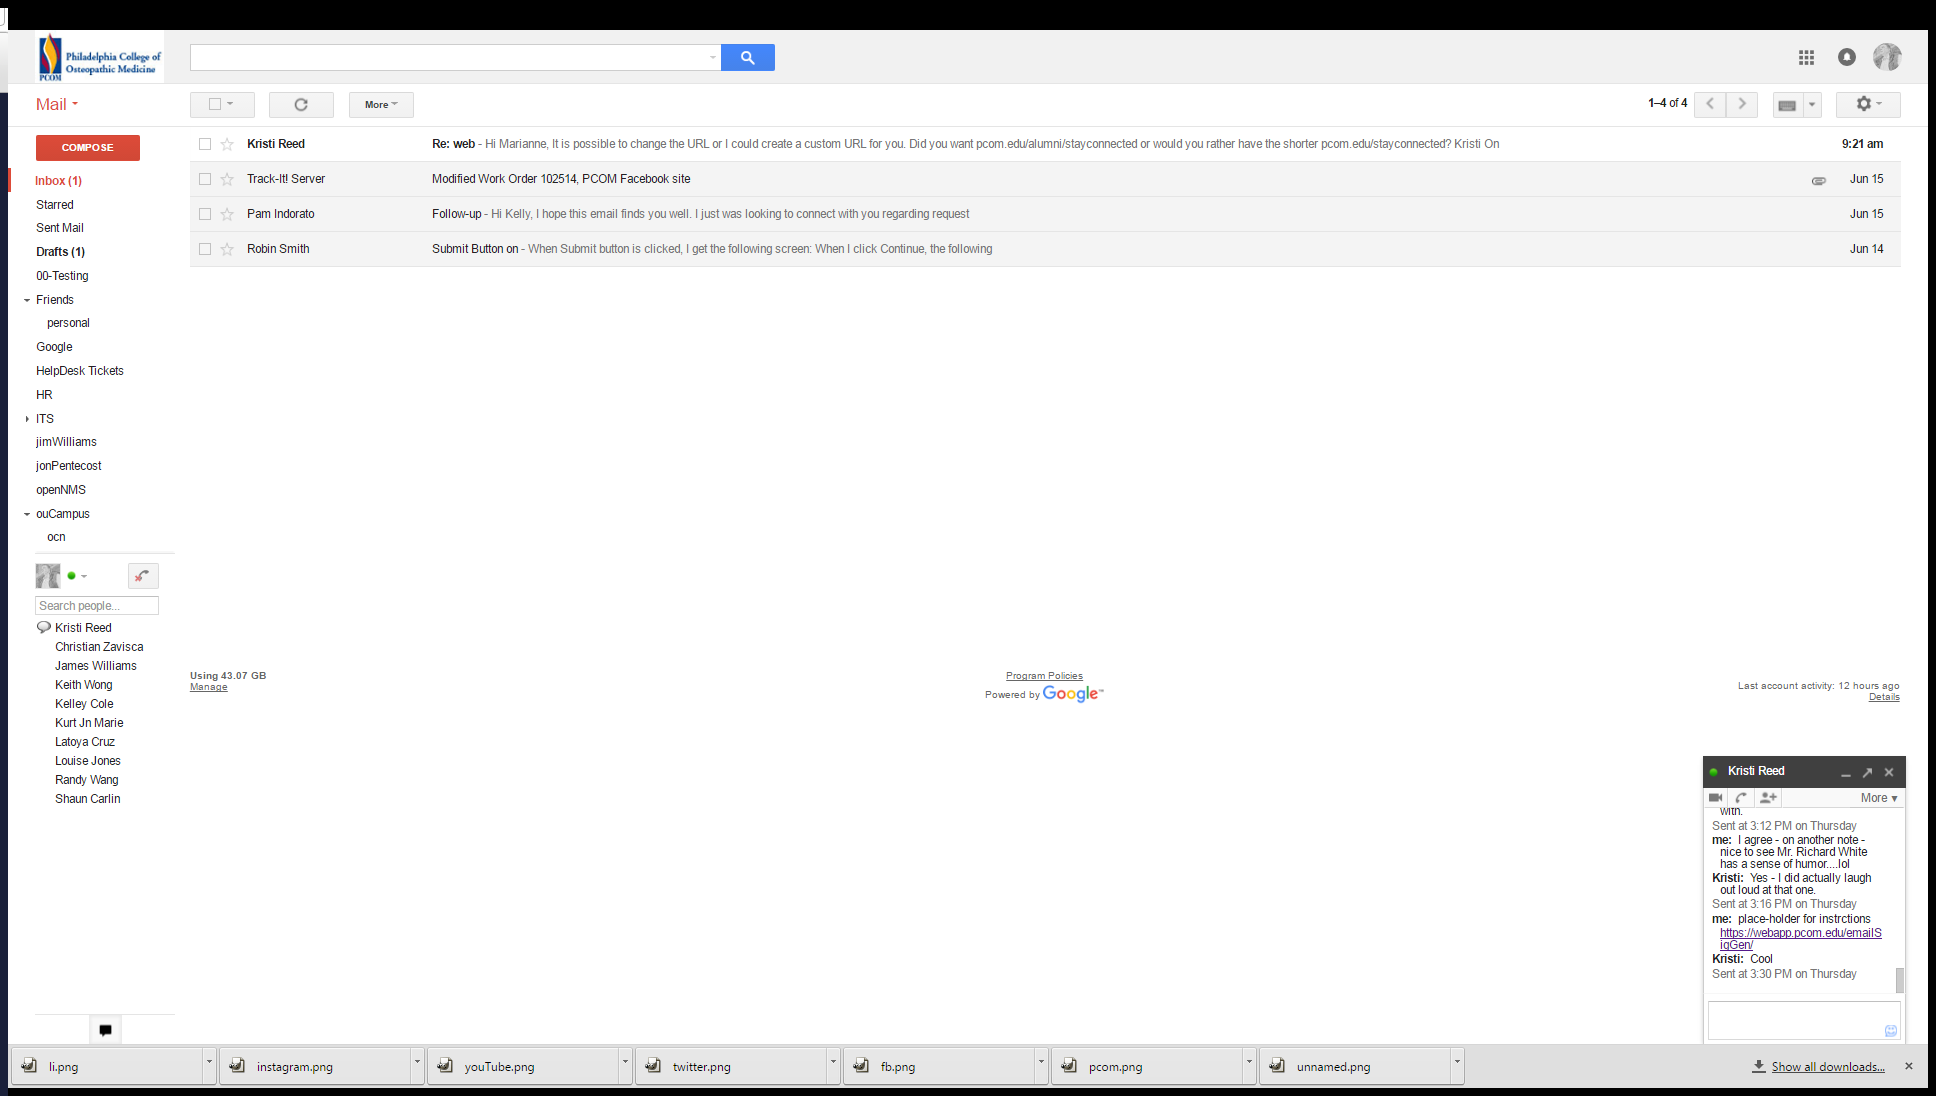 Philadelphia College of
Osteopathic Medicine
PCOM
Mail
More
1–4 of 4
COMPOSE
Inbox (1)
Starred
Sent Mail
Drafts (1)
00-Testing
Friends
personal
Google
HelpDesk Tickets
HR
ITS
jimWilliams
jonPentecost
openNMS
ouCampus
ocn
Kristi Reed Re: web - Hi Marianne, It is possible to change the URL or I could create a custom URL for you. Did you want pcom.edu/alumni/stayconnected or would you rather have the shorter pcom.edu/stayconnected? Kristi On 9:21 am
Track-It! Server Modified Work Order 102514, PCOM Facebook site Jun 15
Pam Indorato Follow-up - Hi Kelly, I hope this email finds you well. I just was looking to connect with you regarding request Jun 15
Robin Smith Submit Button on - When Submit button is clicked, I get the following screen: When I click Continue, the following Jun 14
Search people...
Kristi Reed
Christian Zavisca
James Williams
Keith Wong
Kelley Cole
Kurt Jn Marie
Latoya Cruz
Louise Jones
Randy Wang
Shaun Carlin
Using 43.07 GB
Manage
Program Policies
Powered by Google™
Last account activity: 12 hours ago
Details
Kristi Reed
More
with.
Sent at 3:12 PM on Thursday
me: I agree - on another note -
nice to see Mr. Richard White
has a sense of humor....lol
Kristi: Yes - I did actually laugh
out loud at that one.
Sent at 3:16 PM on Thursday
me: place-holder for instrctions
https://webapp.pcom.edu/emailS
igGen/
Kristi: Cool
Sent at 3:30 PM on Thursday
li.png
instagram.png
youTube.png
twitter.png
fb.png
pcom.png
unnamed.png
Show all downloads...